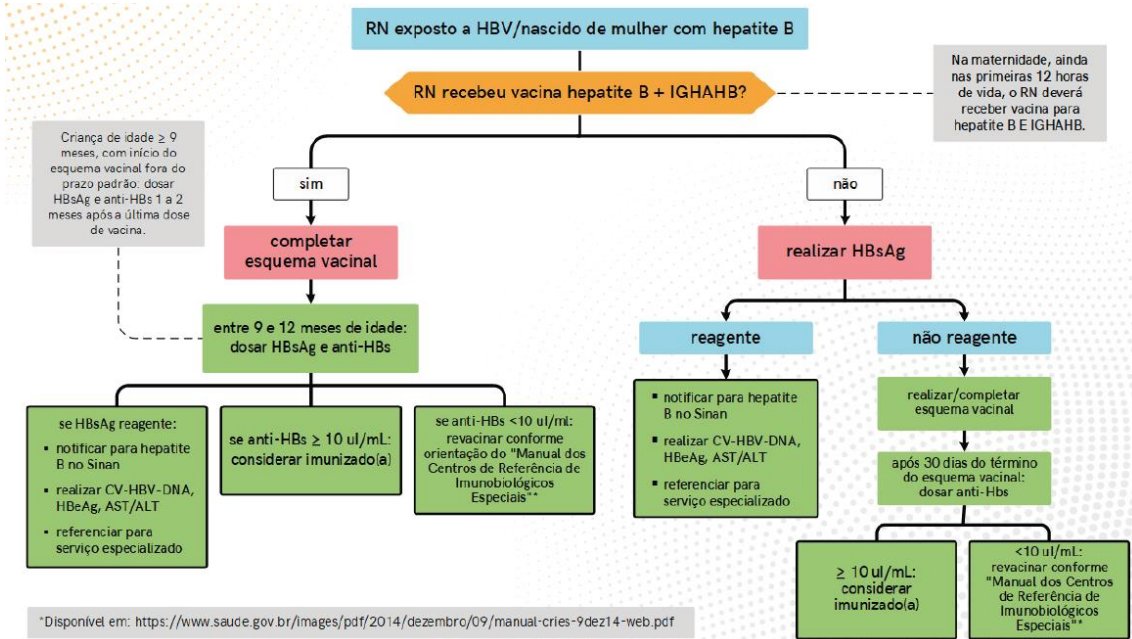 RN exposto a HBV/nascido de mulher com hepatite B
RN recebeu vacina hepatite B + IGHAHB?
Na maternidade, ainda
nas primeiras 12 horas
de vida, o RN deverá
receber vacina para
hepatite B E IGHAHB.
Criança de idade ≥ 9
meses, com início do
esquema vacinal fora do
prazo padrão: dosar
HBsAg e anti-HBs 1 a 2
meses após a última dose
de vacina.
sim
não
completar
esquema vacinal
realizar HBsAg
entre 9 e 12 meses de idade:
dosar HBsAg e anti-HBs
reagente
não reagente
se HBsAg reagente:
▪ notificar para hepatite
B no Sinan
▪ realizar CV-HBV-DNA,
HBeAg, AST/ALT
▪ referenciar para
serviço especializado
se anti-HBs ≥ 10 uI/mL:
considerar imunizado(a)
se anti-HBs <10 uI/mL:
revacinar conforme
orientação do "Manual dos
Centros de Referência de
Imunobiológicos
Especiais"*
▪ notificar para hepatite
B no Sinan
▪ realizar CV-HBV-DNA,
HBeAg, AST/ALT
▪ referenciar para
serviço especializado
realizar/completar
esquema vacinal
após 30 dias do término
do esquema vacinal:
dosar anti-Hbs
≥ 10 uI/mL:
considerar
imunizado(a)
<10 uI/mL:
revacinar conforme
"Manual dos Centros
de Referência de
Imunobiológicos
Especiais"*
*Disponível em: https://www.saude.gov.br/images/pdf/2014/dezembro/09/manual-cries-9dez14-web.pdf